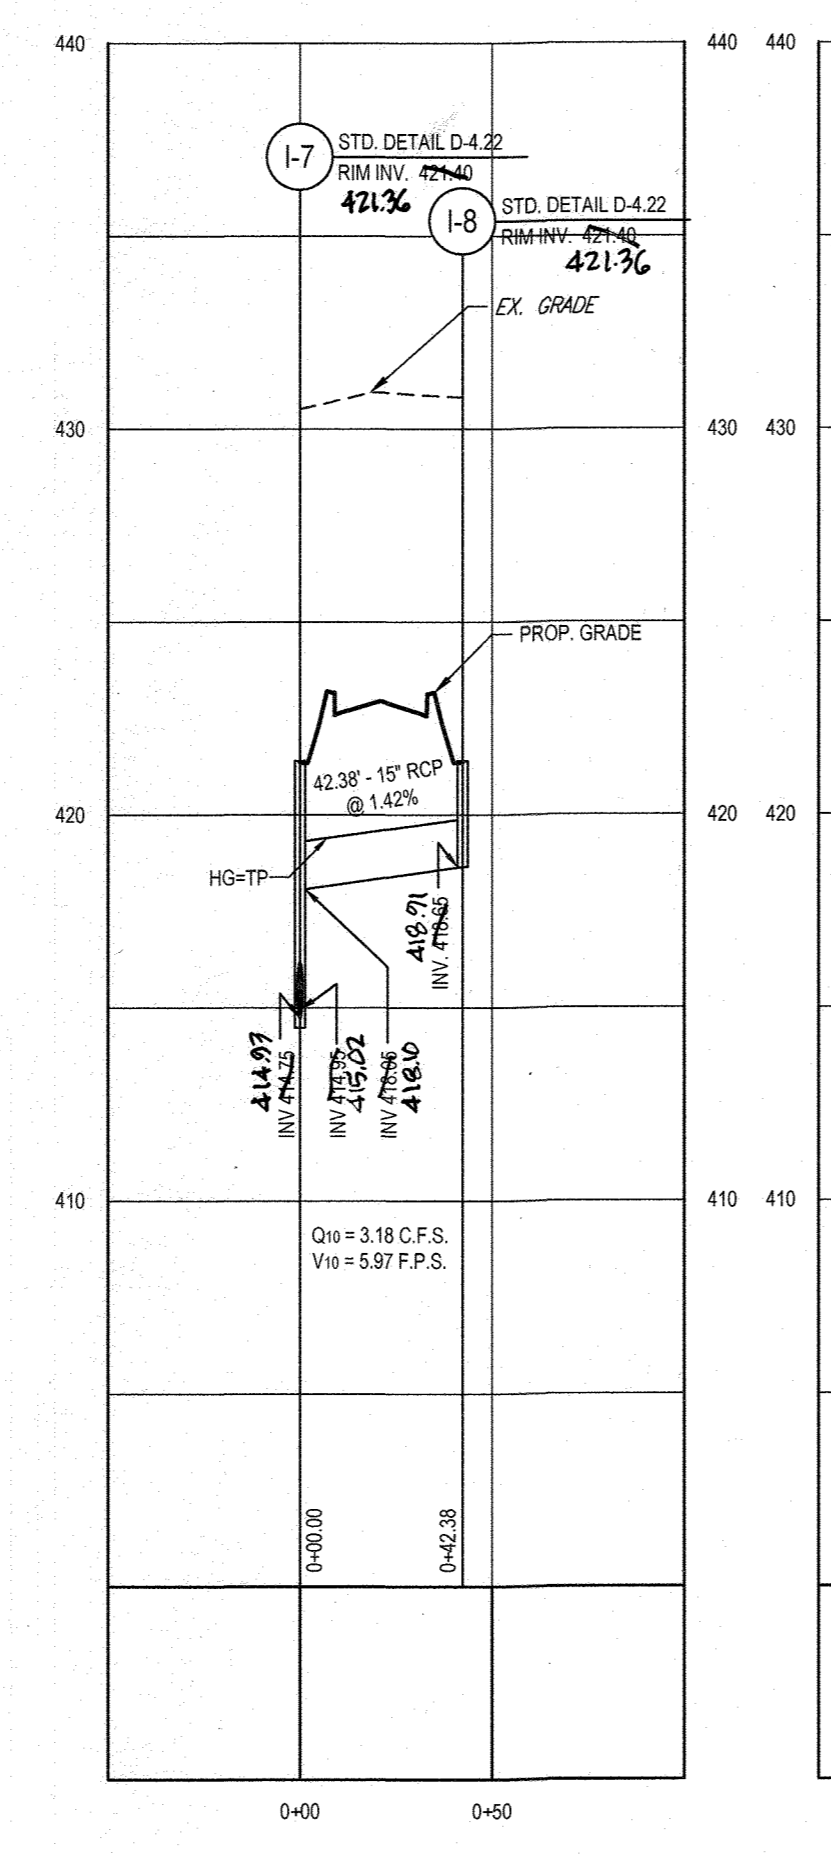 440
440
440
I-7
STD. DETAIL D-4.22
RIM INV. 421.40
421.36
I-8
STD. DETAIL D-4.22
RIM INV. 421.40
421.36
EX. GRADE
430
430
430
PROP. GRADE
42.38' - 15" RCP
@ 1.42%
420
420
420
HG=TP
418.91
INV. 418.65
414.97
INV 414.75
INV 414.95
415.02
INV 418.05
418.10
410
410
410
Q10 = 3.18 C.F.S.
V10 = 5.97 F.P.S.
0+00.00
0+42.38
0+00
0+50